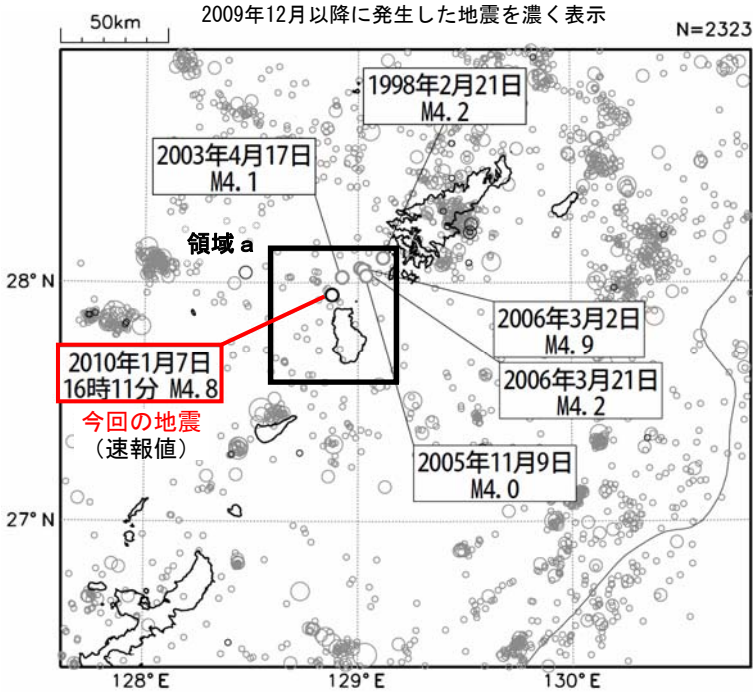 2009年12月以降に発生した地震を濃く表示
50km
N=2323
1998年2月21日
M4.2
2003年4月17日
M4.1
領域a
28°N
2006年3月2日
M4.9
2010年1月7日
16時11分 M4.8
2006年3月21日
M4.2
今回の地震
（速報値）
2005年11月9日
M4.0
27°N
128°E
129°E
130°E